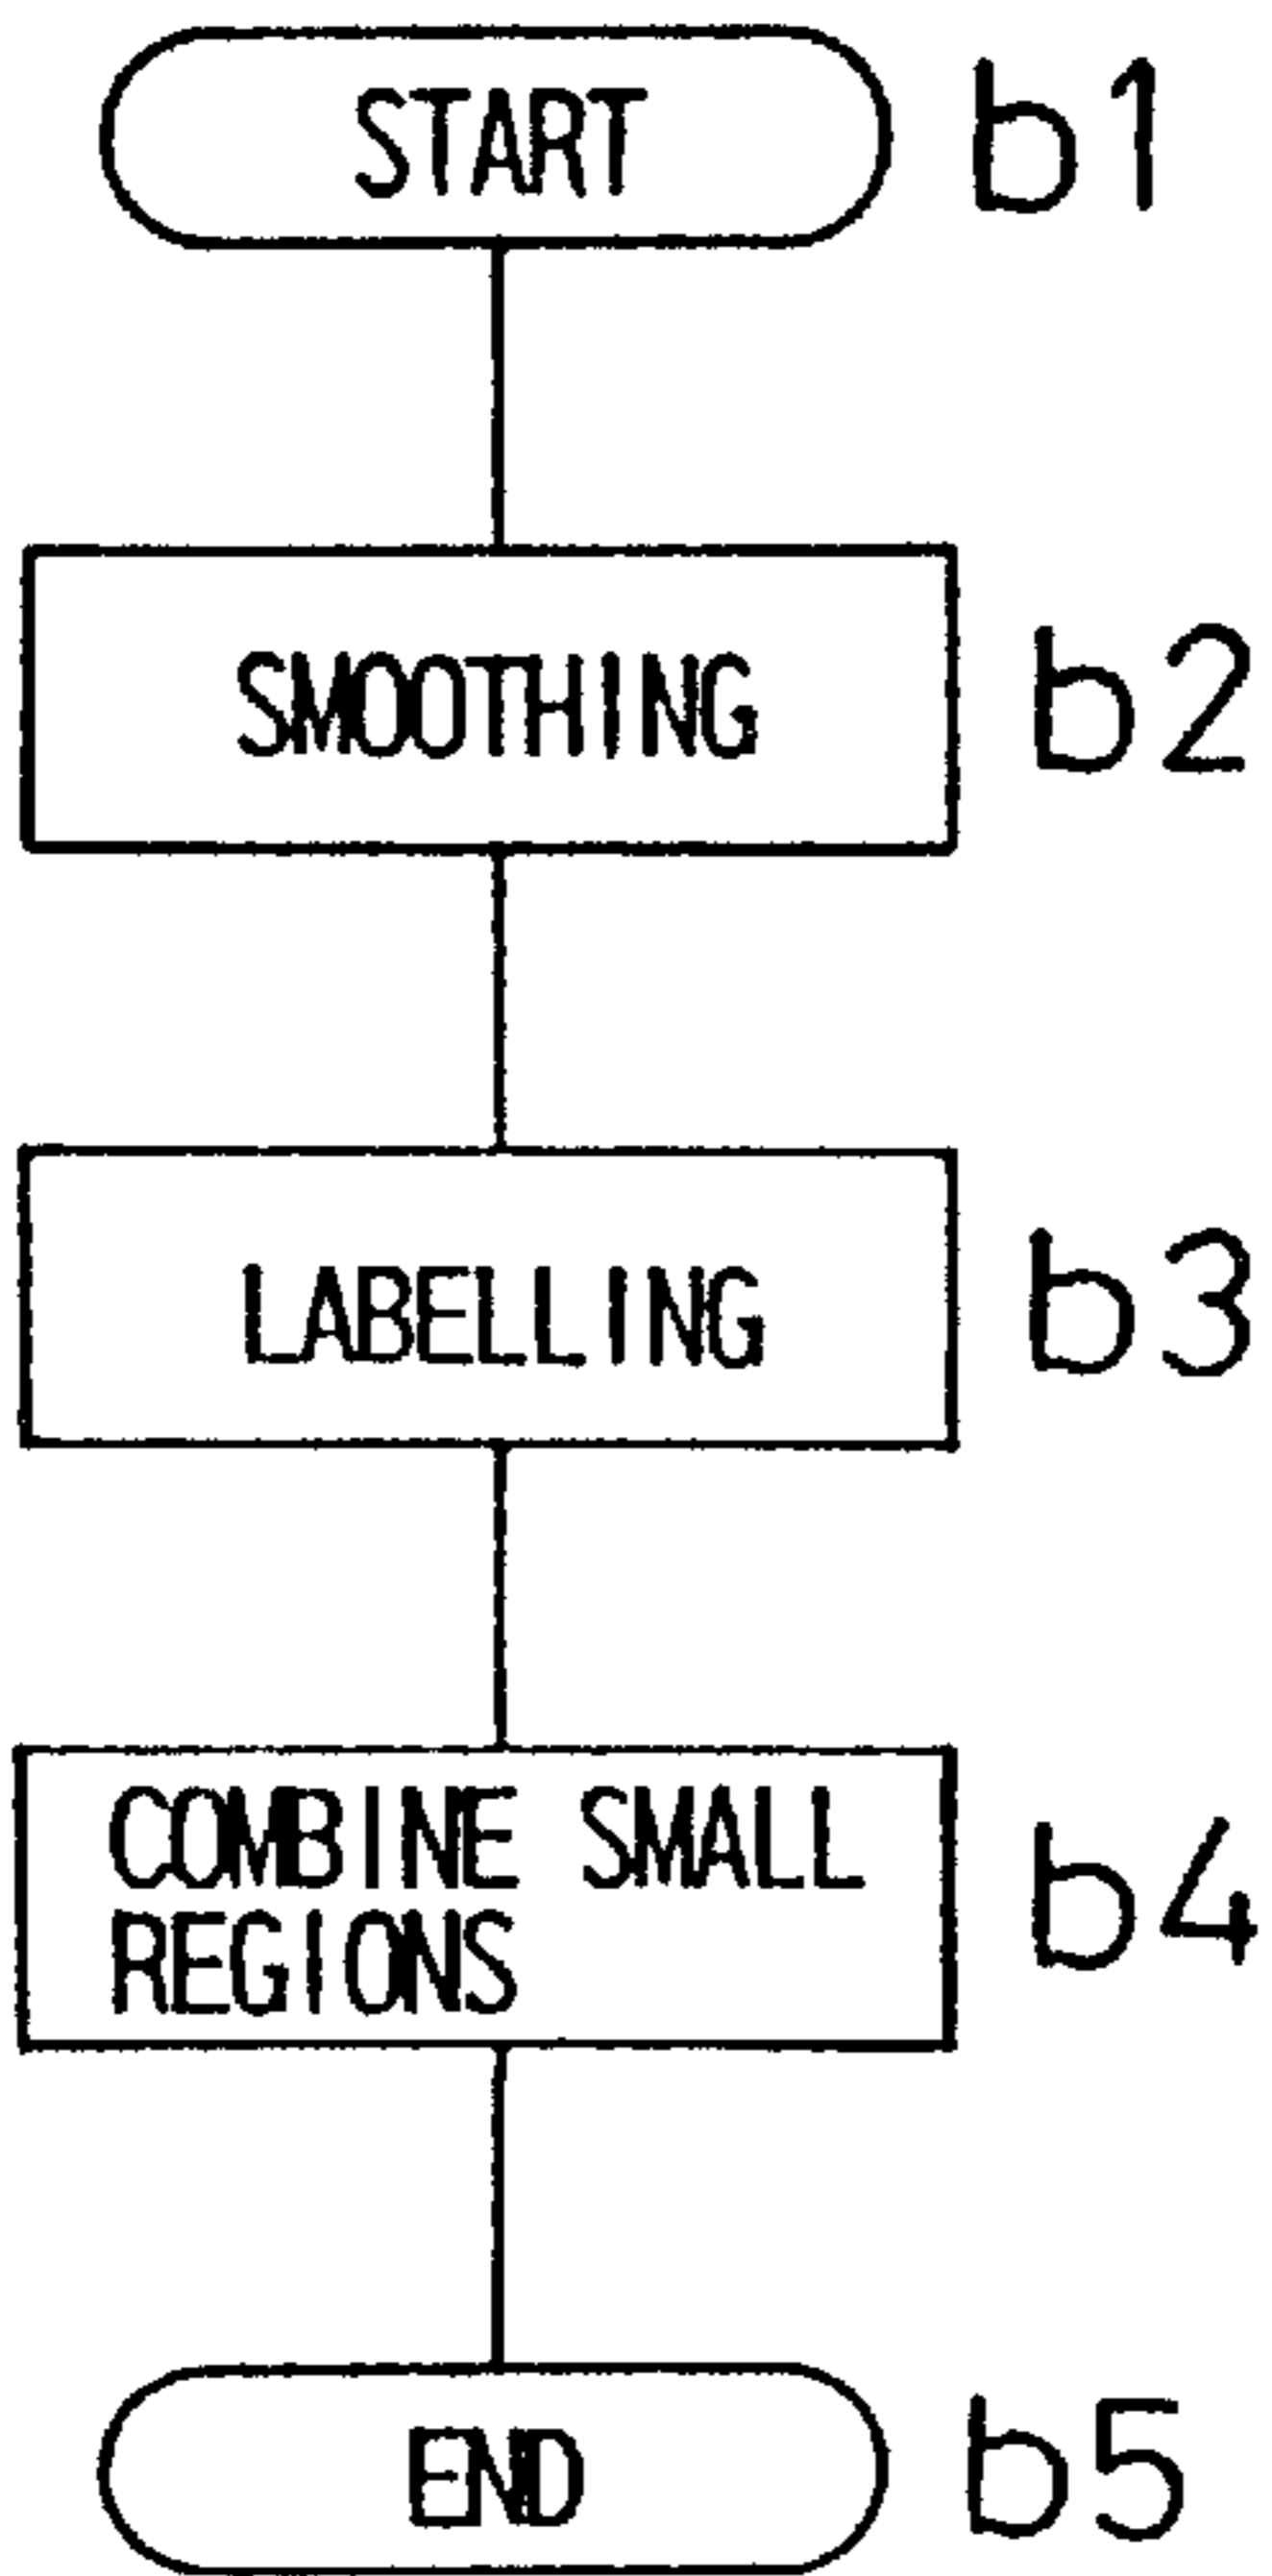 START b1
SMOOTHING b2
LABELLING b3
COMBINE SMALL
REGIONS b4
END b5